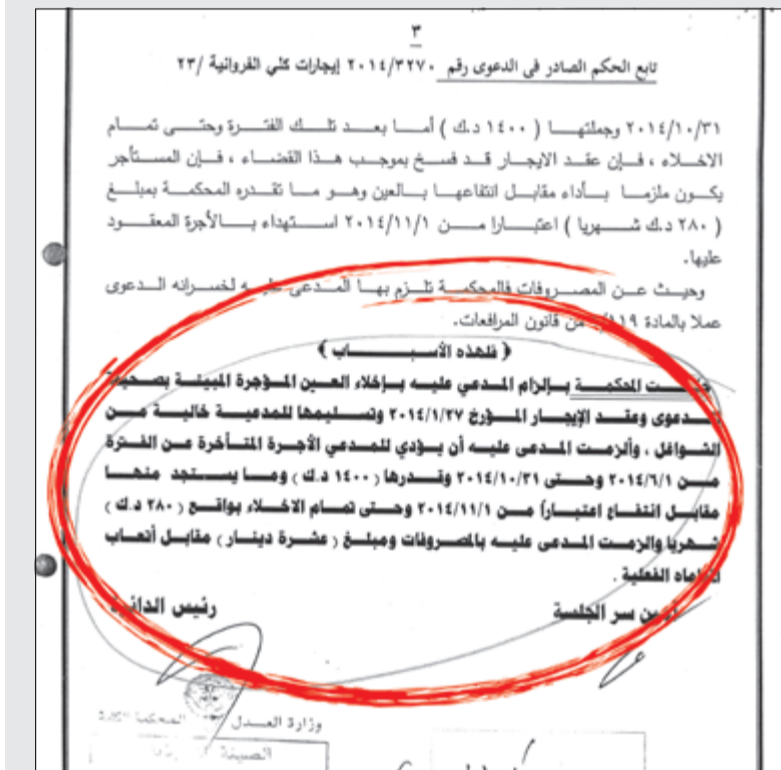 ٣
تابع الحكم الصادر فى الدعوى رقم ٢٠١٤/٣٢٧٠ إيجارات كلي الفروانية /٢٣
٢٠١٤/١٠/٣١ وجملتها ( ١٤٠٠ د.ك ) أما بعد تلك الفترة وحتى تمام
الاخلاء ، فإن عقد الايجار قد فسخ بموجب هذا القضاء ، فإن المستأجر
يكون ملزما بأداء مقابل انتفاعها بالعين وهو ما تقدره المحكمة بمبلغ
( ٢٨٠ د.ك شهريا ) اعتبارا من ٢٠١٤/١١/١ استهداء بالأجرة المعقود
عليها.
وحيث عن المصروفات فالمحكمة تلزم بها المدعى عليه لخسرانه الدعوى
عملا بالمادة من قانون المرافعات.
( فلهذه الأسباب )
حكمت المحكمة بإلزام المدعي عليه بإخلاء العين المؤجرة المبينة بصحيفة
الدعوى وعقد الإيجار المؤرخ ٢٠١٤/١/٢٧ وتسليمها للمدعية خالية من
الشواغل ، وألزمت المدعى عليه أن يؤدي للمدعي الأجرة المتأخرة عن الفترة
من ٢٠١٤/٦/١ وحتى ٢٠١٤/١٠/٣١ وقدرها ( ١٤٠٠ د.ك ) وما يستجد منها
مقابل انتفاع اعتباراً من ٢٠١٤/١١/١ وحتى تمام الاخلاء بواقع ( ٢٨٠ د.ك )
شهريا والزمت المدعى عليه بالمصروفات ومبلغ ( عشرة دينار ) مقابل أتعاب
المحاماه الفعلية .
أمين سر الجلسة
رئيس الدائرة
وزارة العدل
المحكمة الكلية